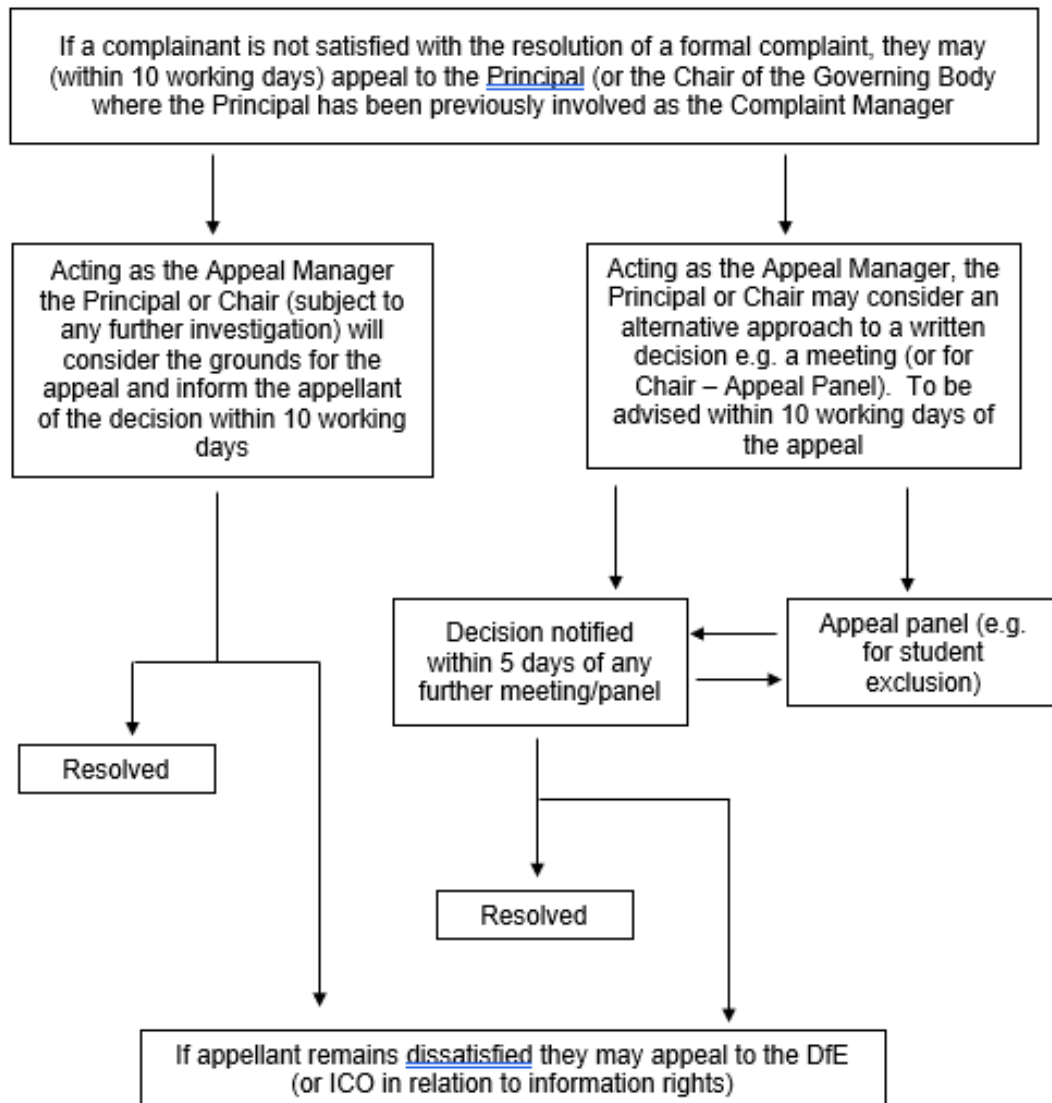 If a complainant is not satisfied with the resolution of a formal complaint, they may
(within 10 working days) appeal to the Principal (or the Chair of the Governing Body
where the Principal has been previously involved as the Complaint Manager
Acting as the Appeal Manager
the Principal or Chair (subject to
any further investigation) will
consider the grounds for the
appeal and inform the appellant
of the decision within 10 working
days
Acting as the Appeal Manager, the
Principal or Chair may consider an
alternative approach to a written
decision e.g. a meeting (or for
Chair – Appeal Panel).  To be
advised within 10 working days of
the appeal
Decision notified
within 5 days of any
further meeting/panel
Appeal panel (e.g.
for student
exclusion)
Resolved
Resolved
If appellant remains dissatisfied they may appeal to the DfE
(or ICO in relation to information rights)